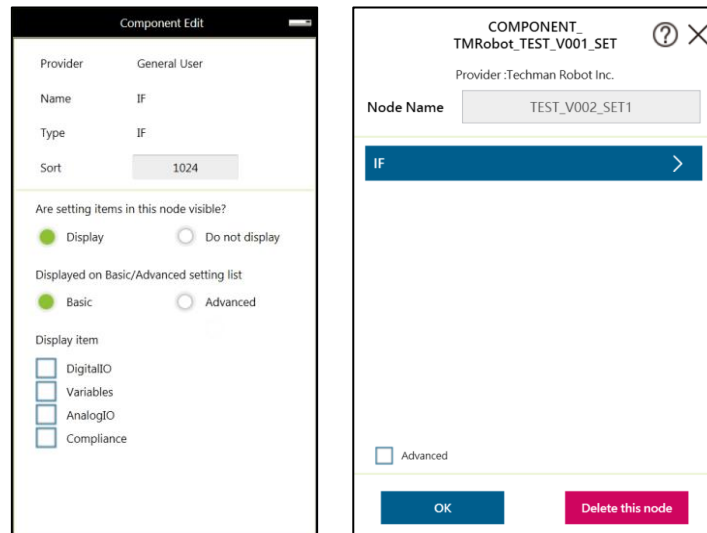 Component Edit
Provider General User
Name IF
Type IF
Sort 1024
Are setting items in this node visible?
Display Do not display
Displayed on Basic/Advanced setting list
Basic Advanced
Display item
DigitalIO
Variables
AnalogIO
Compliance
COMPONENT_
TMRobot_TEST_V001_SET
Provider :Techman Robot Inc.
Node Name TEST_V002_SET1
IF
Advanced
OK Delete this node